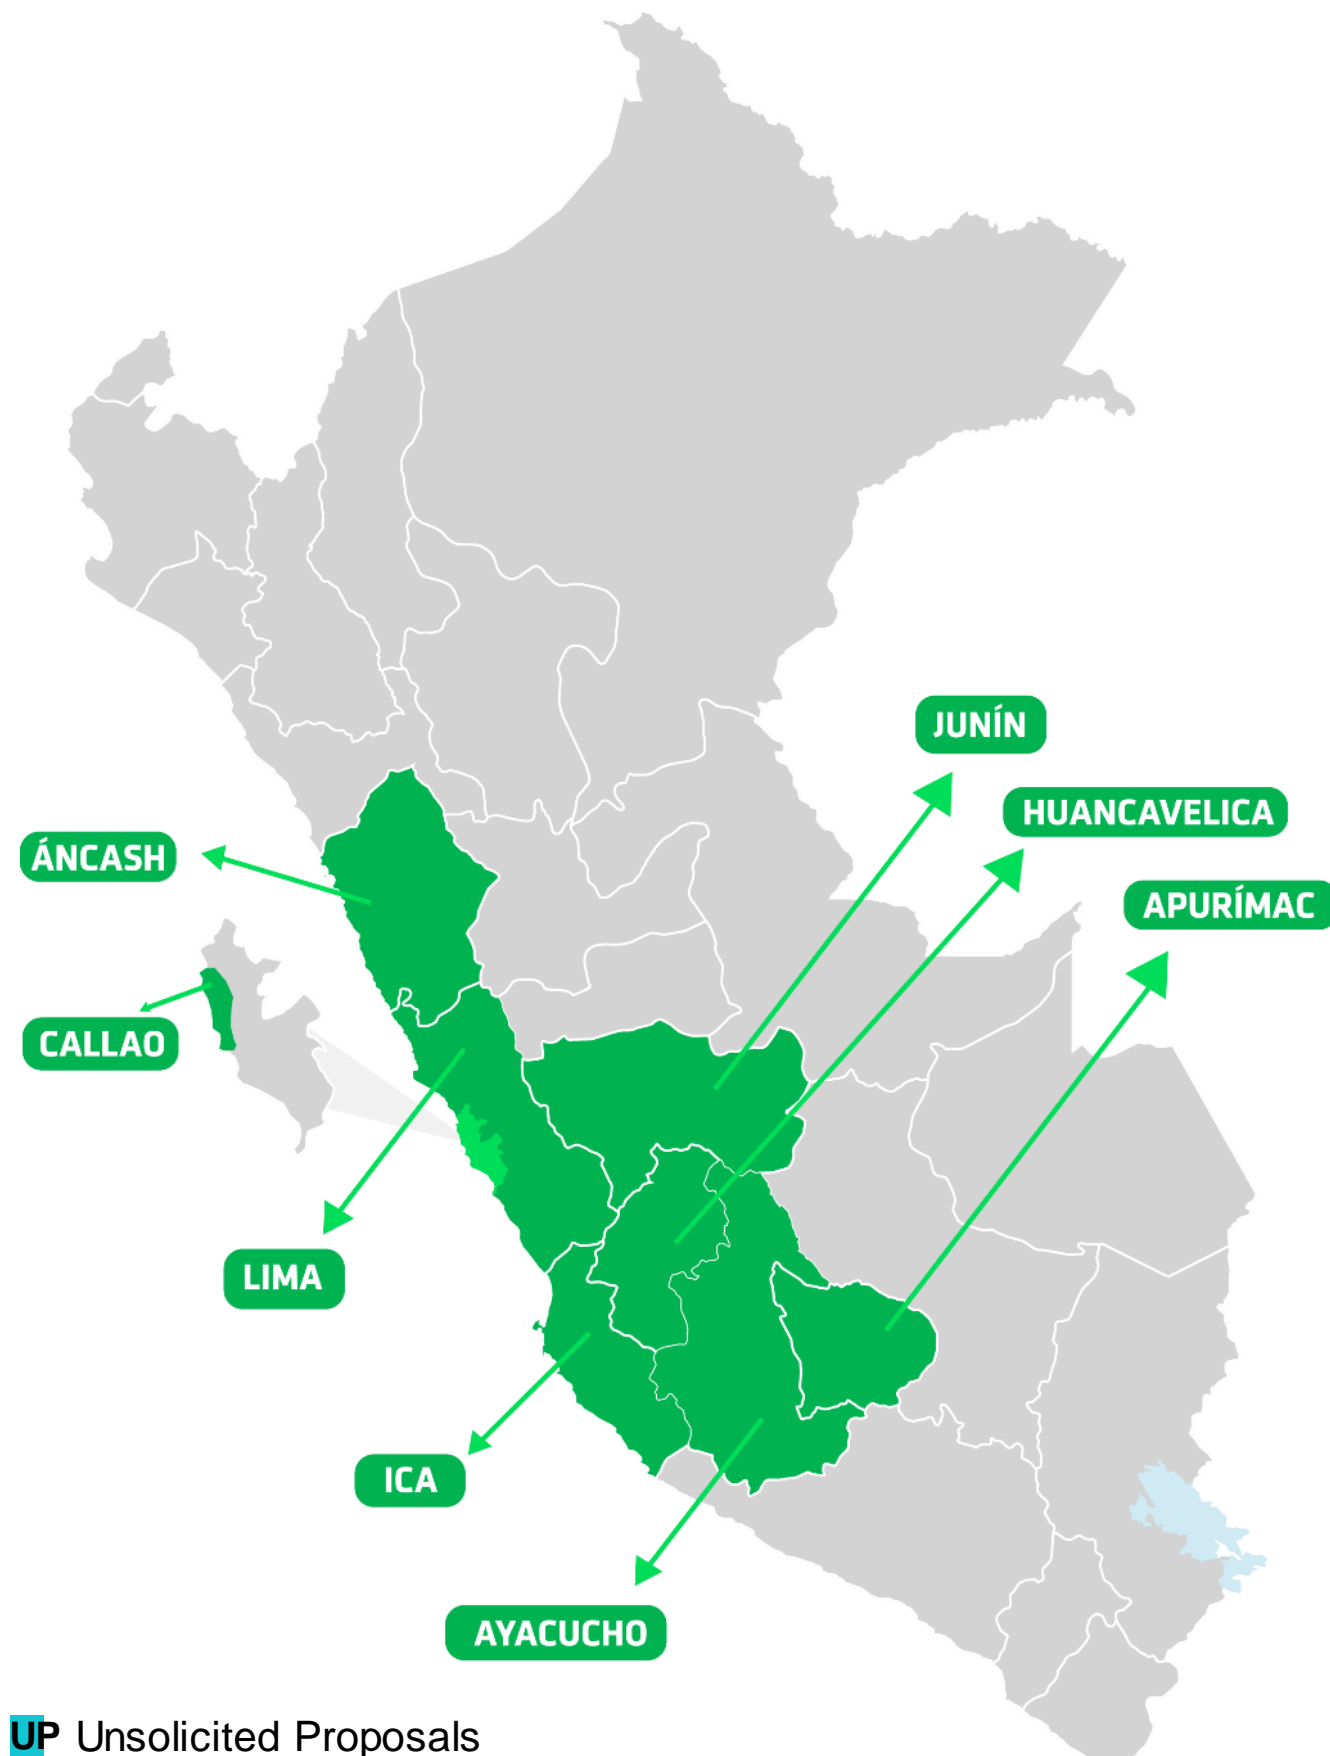 JUNÍN
HUANCAVELICA
ÁNCASH
APURÍMAC
CALLAO
LIMA
ICA
AYACUCHO
UP Unsolicited Proposals